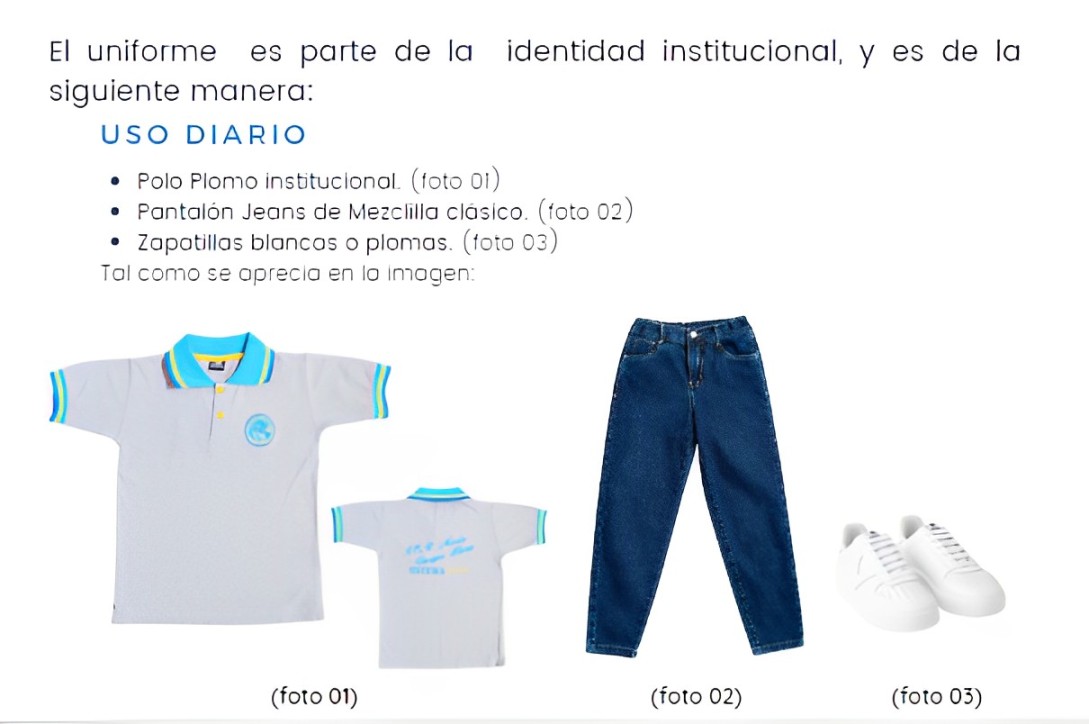 El uniforme es parte de la identidad institucional, y es de la
siguiente manera:
USO DIARIO
• Polo Plomo institucional. (foto 01)
• Pantalón Jeans de Mezclilla clásico. (foto 02)
• Zapatillas blancas o plomas. (foto 03)
Tal como se aprecia en la imagen:
(foto 01)
(foto 02)
(foto 03)